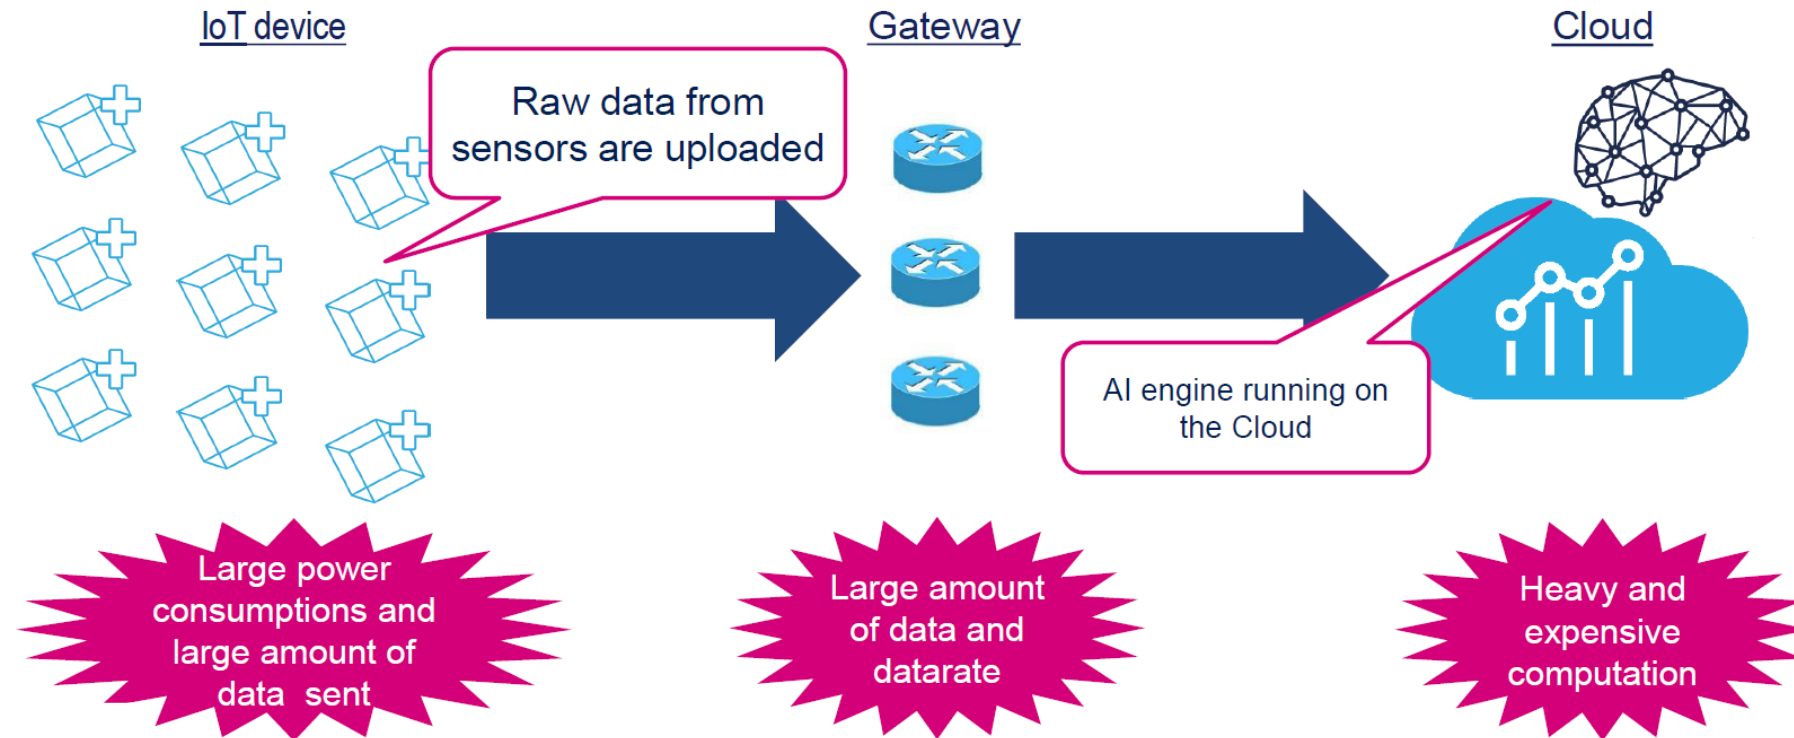 IoT device
Gateway
Cloud
Raw data from
sensors are uploaded
AI engine running on
the Cloud
Large power
consumptions and
large amount of
data sent
Large amount
of data and
datarate
Heavy and
expensive
computation